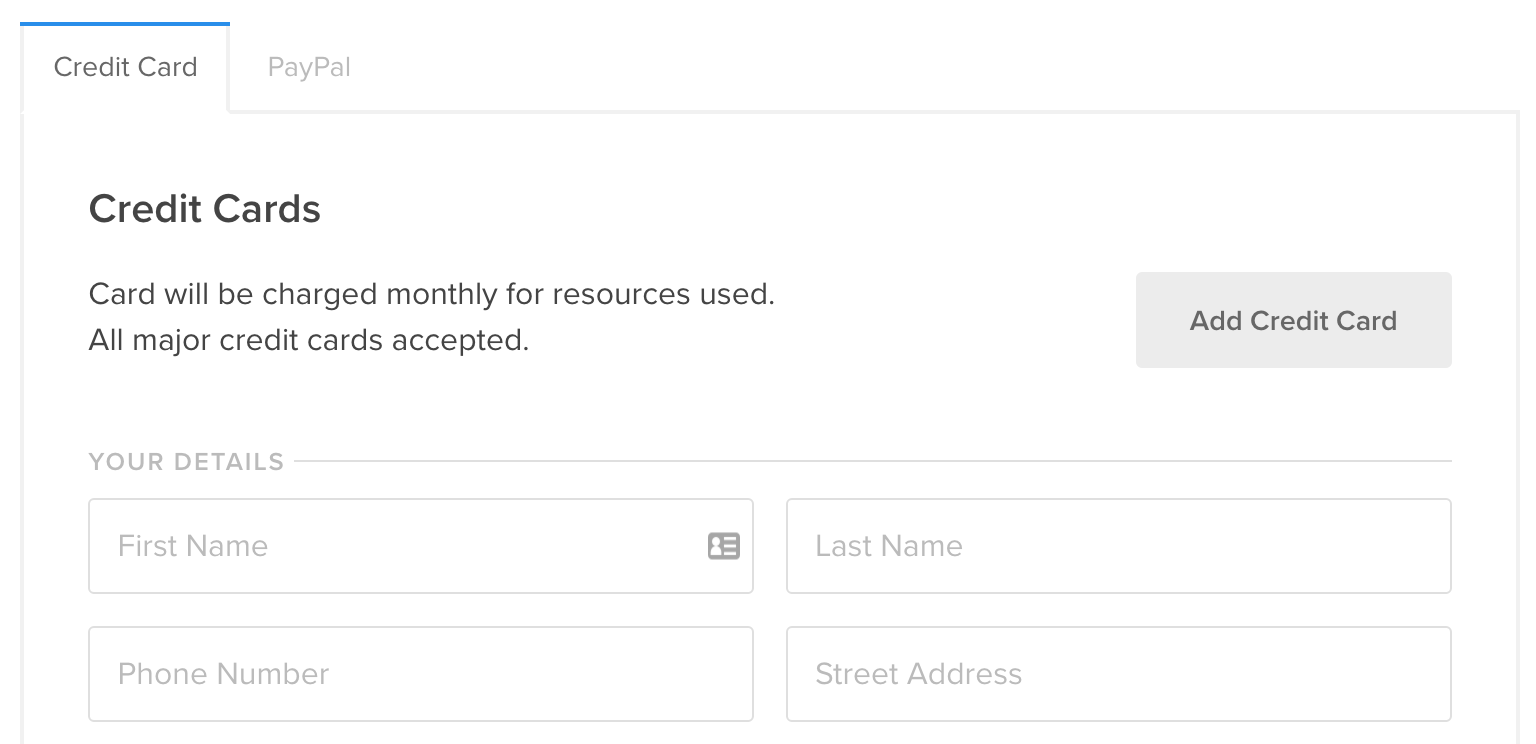 Credit Card
PayPal
Credit Cards
Card will be charged monthly for resources used.
All major credit cards accepted.
Add Credit Card
YOUR DETAILS
First Name
Last Name
Phone Number
Street Address